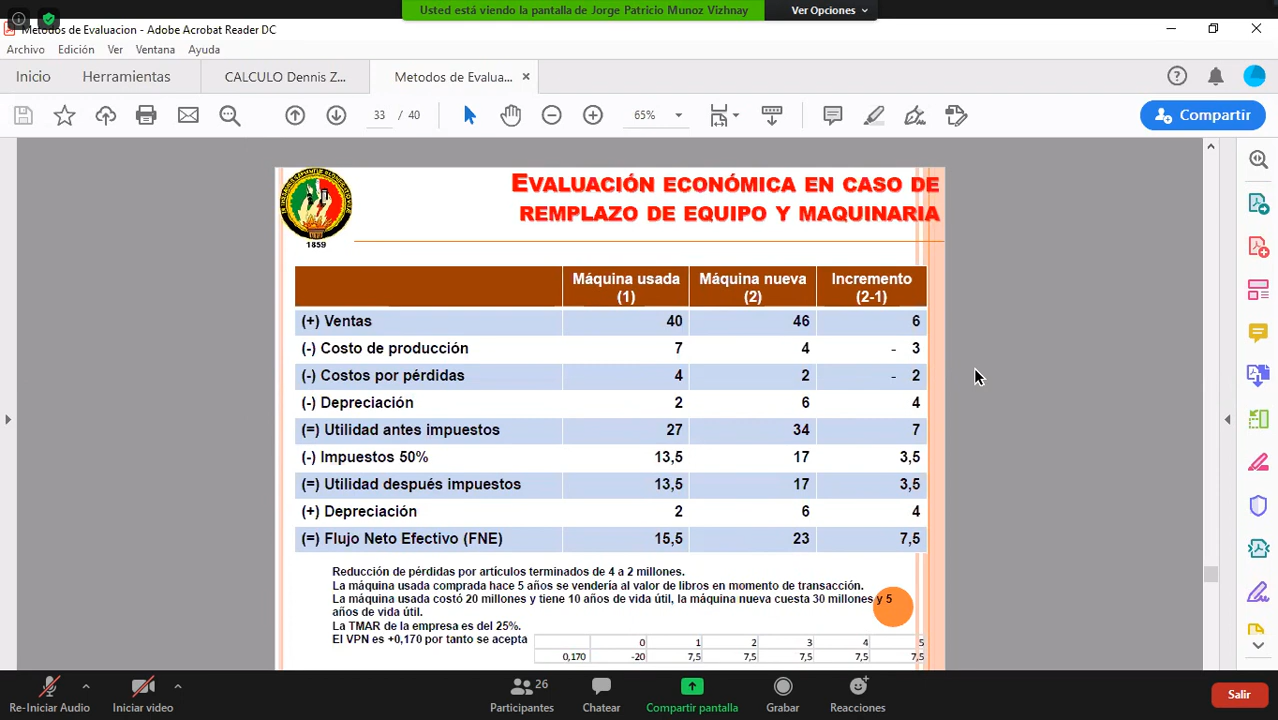 Usted está viendo la pantalla de Jorge Patricio Munoz Vizhnay
Ver Opciones
Metodos de Evaluacion - Adobe Acrobat Reader DC
Archivo Edición Ver Ventana Ayuda
Inicio Herramientas CALCULO Dennis Z... Metodos de Evalua... ×
33 / 40 65% Compartir
EVALUACIÓN ECONÓMICA EN CASO DE
REMPLAZO DE EQUIPO Y MAQUINARIA
1859
Máquina usada (1) Máquina nueva (2) Incremento (2-1)
(+) Ventas 40 46 6
(-) Costo de producción 7 4 - 3
(-) Costos por pérdidas 4 2 - 2
(-) Depreciación 2 6 4
(=) Utilidad antes impuestos 27 34 7
(-) Impuestos 50% 13,5 17 3,5
(=) Utilidad después impuestos 13,5 17 3,5
(+) Depreciación 2 6 4
(=) Flujo Neto Efectivo (FNE) 15,5 23 7,5
Reducción de pérdidas por artículos terminados de 4 a 2 millones.
La máquina usada comprada hace 5 años se vendería al valor de libros en momento de transacción.
La máquina usada costó 20 millones y tiene 10 años de vida útil, la máquina nueva cuesta 30 millones y 5
años de vida útil.
La TMAR de la empresa es del 25%.
El VPN es +0,170 por tanto se acepta
0 1 2 3 4 5
0,170 -20 7,5 7,5 7,5 7,5 7,5
Re-Iniciar Audio Iniciar video Participantes 26 Chatear Compartir pantalla Grabar Reacciones Salir